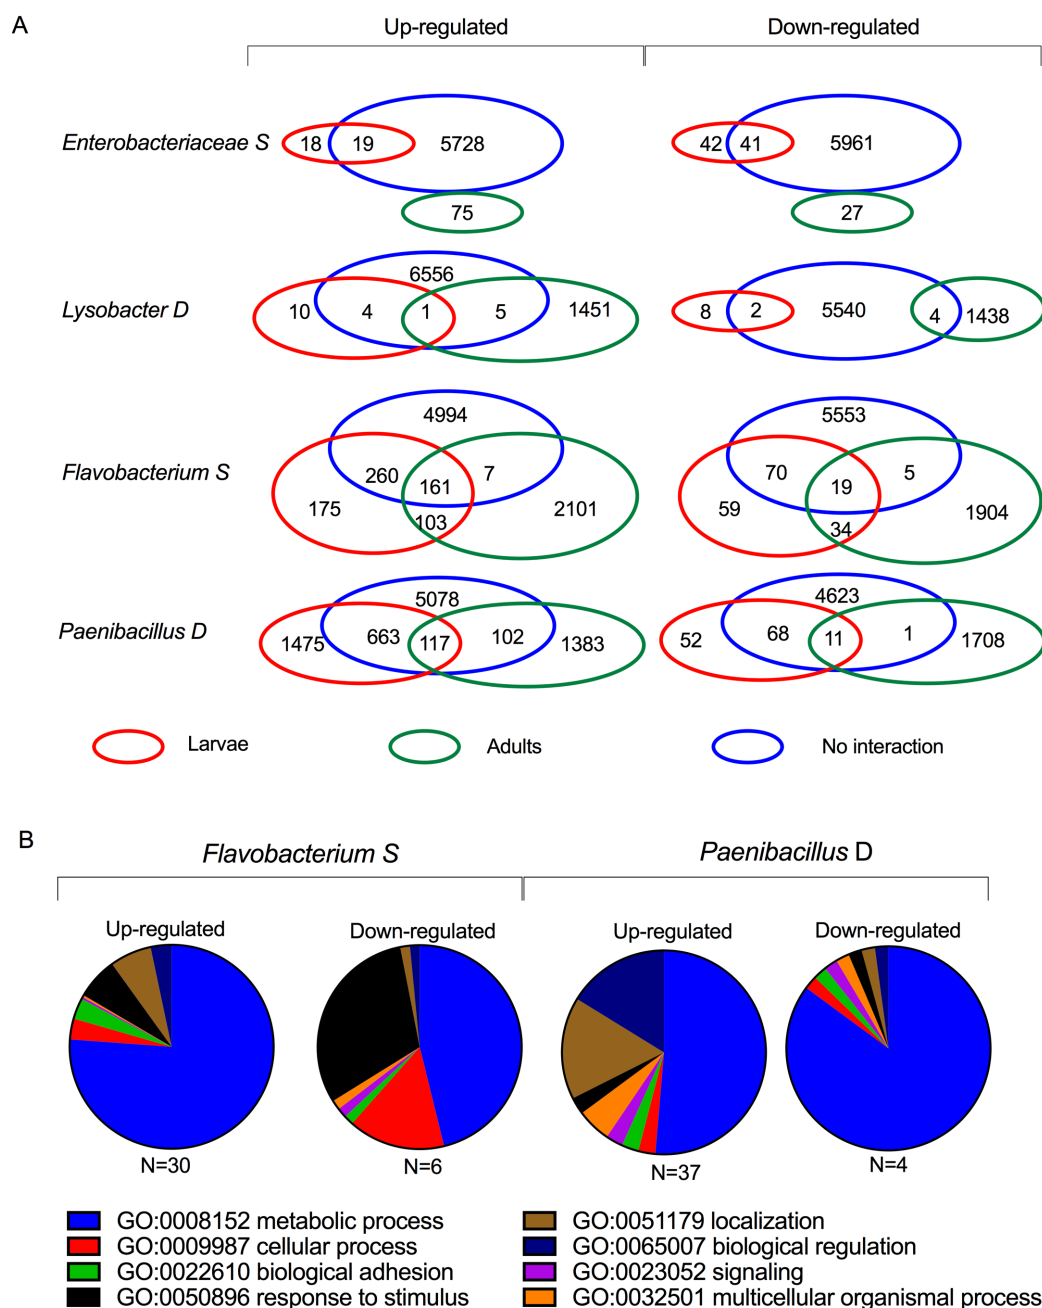 A
Up-regulated Down-regulated
Enterobacteriaceae S 18 19 5728 42 41 5961
75 27
6556
Lysobacter D 10 4 1 5 1451 8 2 5540 4 1438
4994 5553
Flavobacterium S 260 161 7 70 19 5
175 2101 59 1904
103 34
5078 4623
Paenibacillus D 1475 663 117 102 1383 52 68 11 1 1708
Larvae Adults No interaction
B
Flavobacterium S Paenibacillus D
Up-regulated Down-regulated Up-regulated Down-regulated
N=30 N=6 N=37 N=4
GO:0008152 metabolic process GO:0051179 localization
GO:0009987 cellular process GO:0065007 biological regulation
GO:0022610 biological adhesion GO:0023052 signaling
GO:0050896 response to stimulus GO:0032501 multicellular organismal process